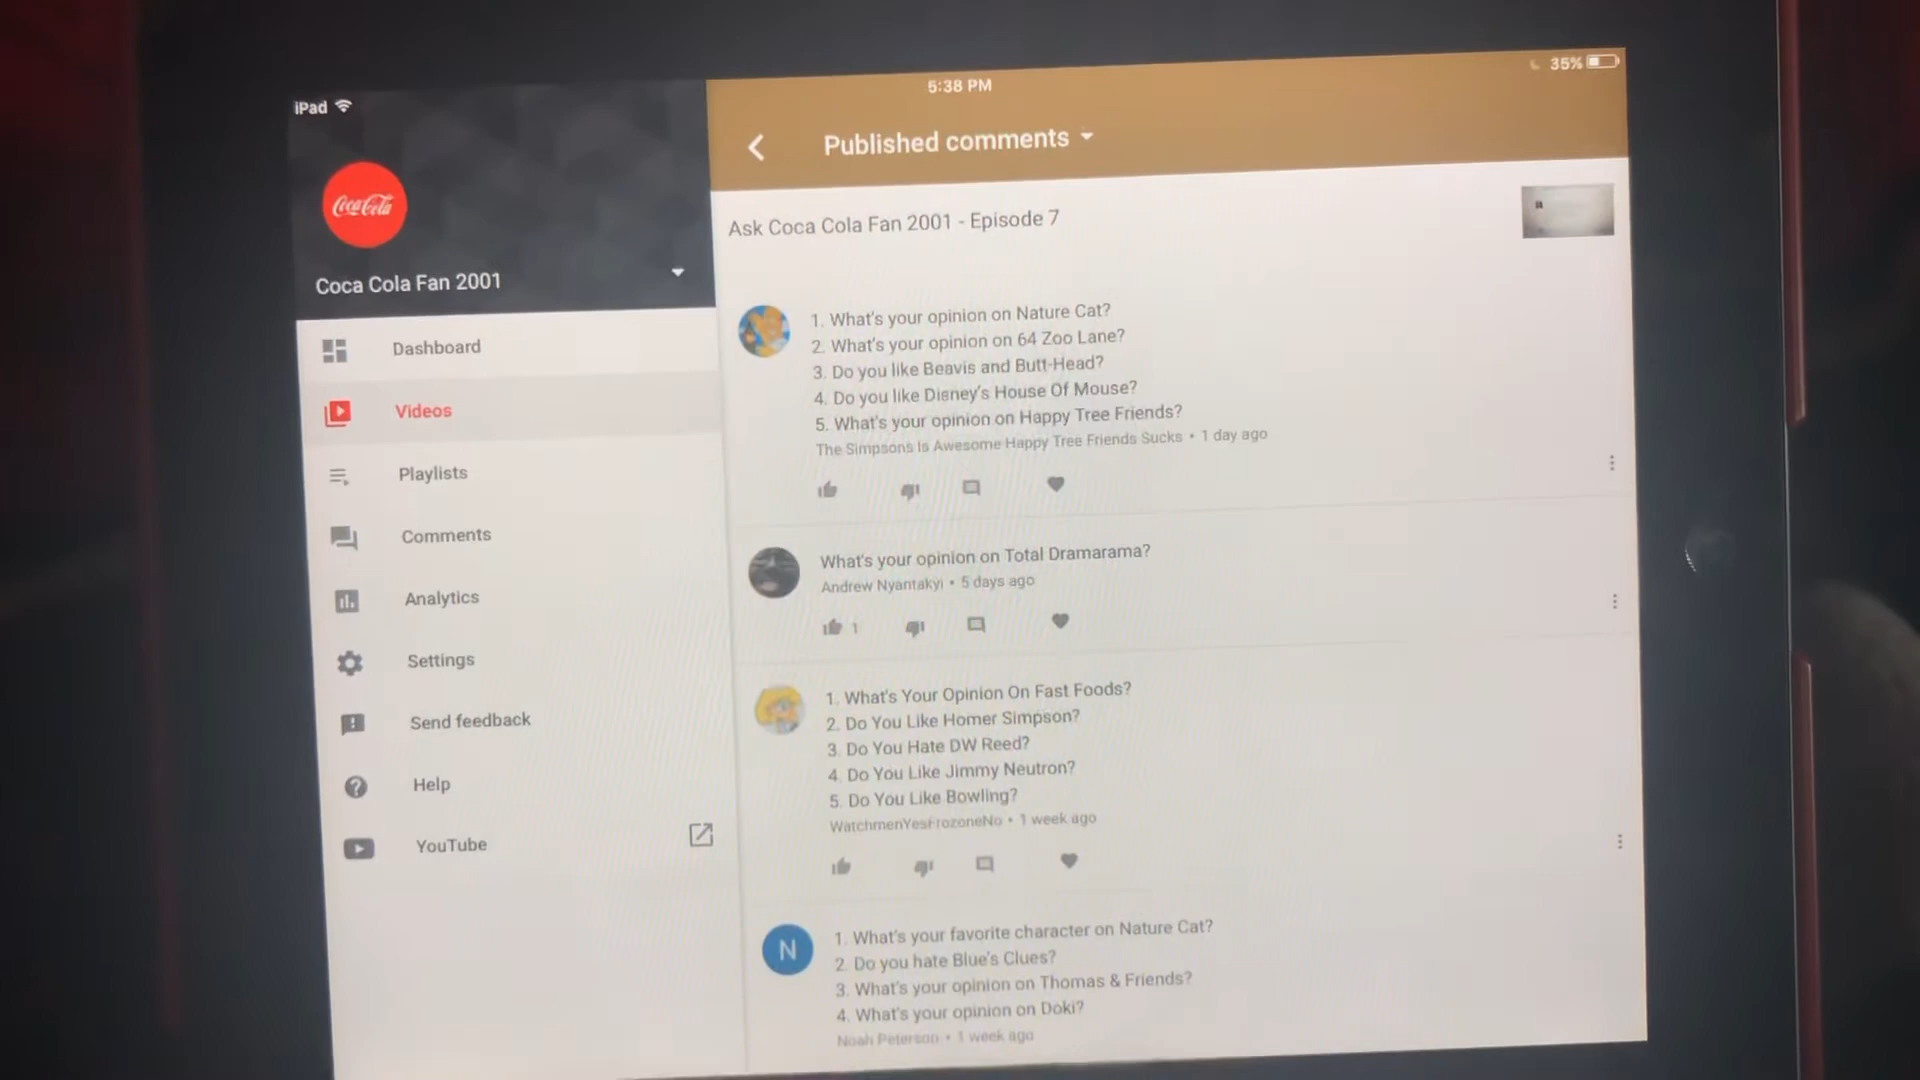 iPad
5:38 PM
35%
Coca-Cola
Coca Cola Fan 2001
Dashboard
Videos
Playlists
Comments
Analytics
Settings
Send feedback
Help
YouTube
Published comments
Ask Coca Cola Fan 2001 - Episode 7
1. What's your opinion on Nature Cat?
2. What's your opinion on 64 Zoo Lane?
3. Do you like Beavis and Butt-Head?
4. Do you like Disney's House Of Mouse?
5. What's your opinion on Happy Tree Friends?
The Simpsons Is Awesome Happy Tree Friends Sucks • 1 day ago
What's your opinion on Total Dramarama?
Andrew Nyantakyi • 5 days ago
1
1. What's Your Opinion On Fast Foods?
2. Do You Like Homer Simpson?
3. Do You Hate DW Reed?
4. Do You Like Jimmy Neutron?
5. Do You Like Bowling?
WatchmenYesFrozoneNo • 1 week ago
N
1. What's your favorite character on Nature Cat?
2. Do you hate Blue's Clues?
3. What's your opinion on Thomas & Friends?
4. What's your opinion on Doki?
Noah Peterson • 1 week ago